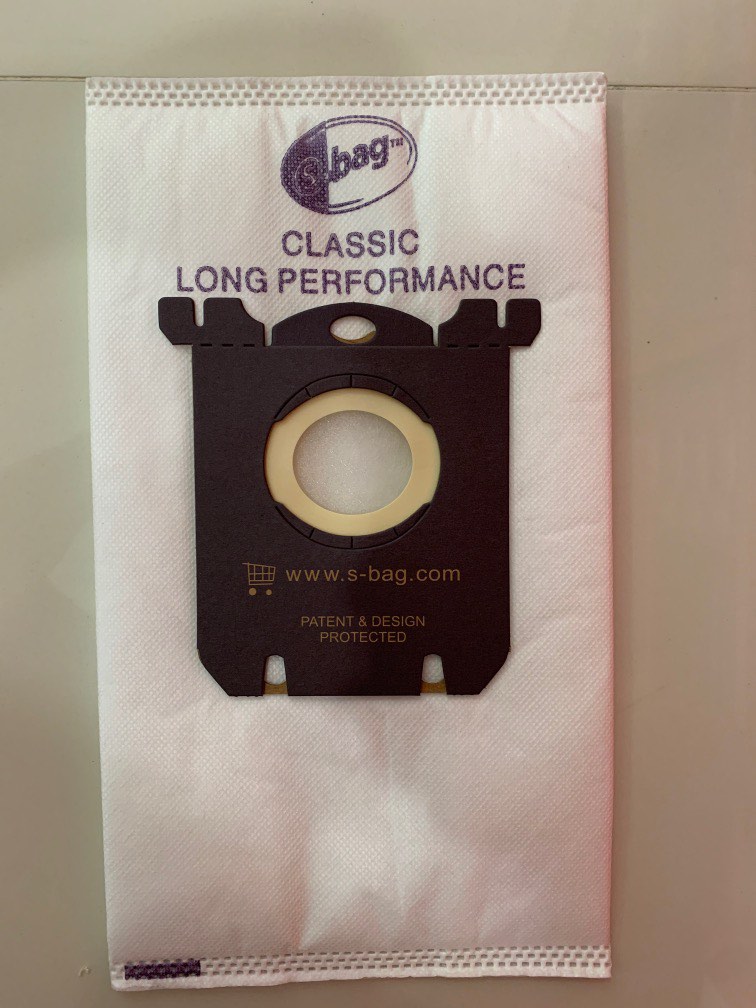 s-bag™
CLASSIC
LONG PERFORMANCE
www.s-bag.com
PATENT & DESIGN
PROTECTED